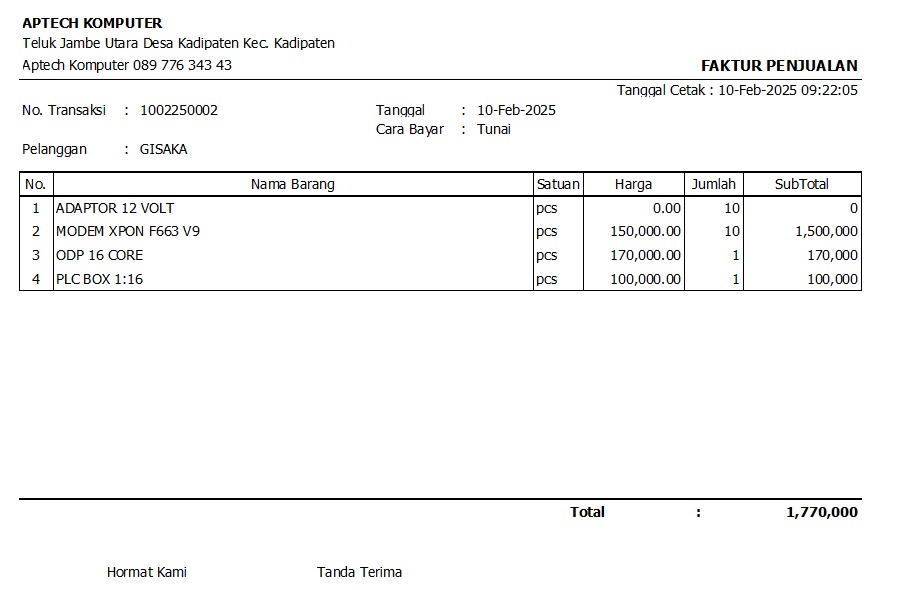 APTECH KOMPUTER
Teluk Jambe Utara Desa Kadipaten Kec. Kadipaten
Aptech Komputer 089 776 343 43
FAKTUR PENJUALAN
Tanggal Cetak : 10-Feb-2025 09:22:05
No. Transaksi : 1002250002 Tanggal : 10-Feb-2025
Cara Bayar : Tunai
Pelanggan : GISAKA
No. Nama Barang Satuan Harga Jumlah SubTotal
1 ADAPTOR 12 VOLT pcs 0.00 10 0
2 MODEM XPON F663 V9 pcs 150,000.00 10 1,500,000
3 ODP 16 CORE pcs 170,000.00 1 170,000
4 PLC BOX 1:16 pcs 100,000.00 1 100,000
Total : 1,770,000
Hormat Kami Tanda Terima